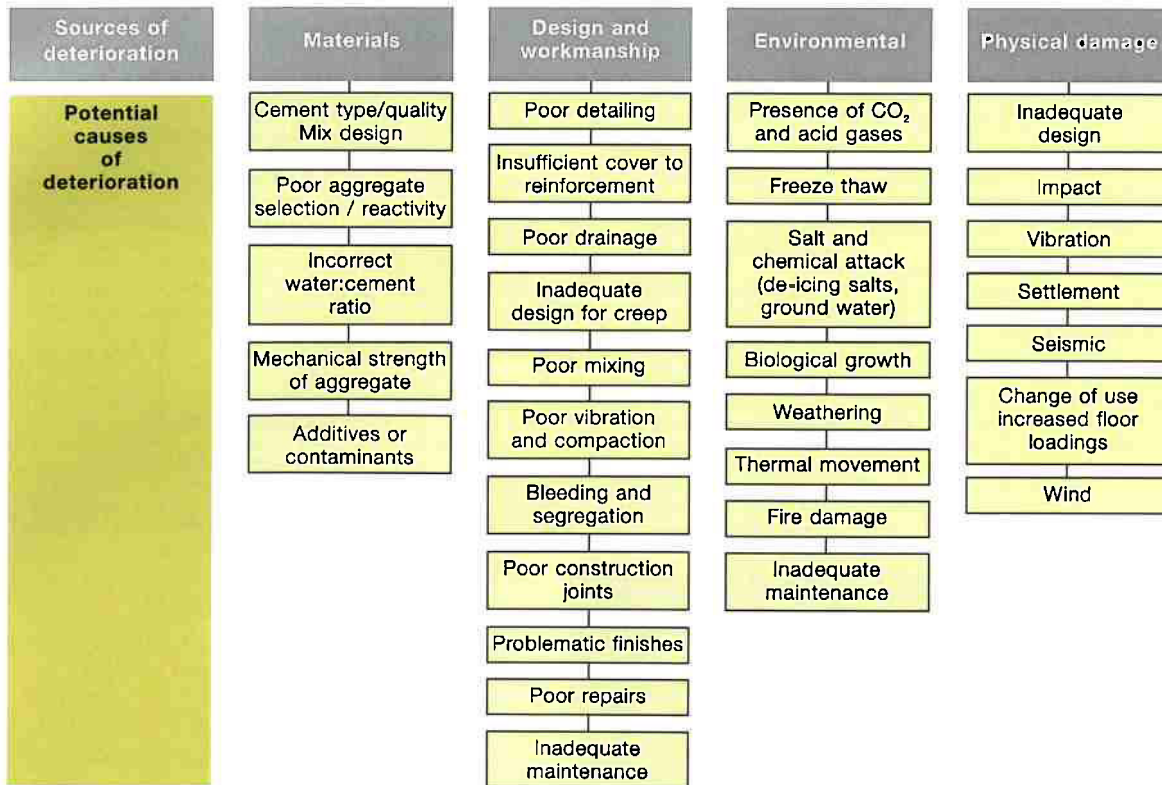 Sources of
deterioration
Materials
Design and
workmanship
Environmental
Physical damage
Potential
causes
of
deterioration
Cement type/quality
Mix design
Poor aggregate
selection / reactivity
Incorrect
water:cement
ratio
Mechanical strength
of aggregate
Additives or
contaminants
Poor detailing
Insufficient cover to
reinforcement
Poor drainage
Inadequate
design for creep
Poor mixing
Poor vibration
and compaction
Bleeding and
segregation
Poor construction
joints
Problematic finishes
Poor repairs
Inadequate
maintenance
Presence of CO₂
and acid gases
Freeze thaw
Salt and
chemical attack
(de-icing salts,
ground water)
Biological growth
Weathering
Thermal movement
Fire damage
Inadequate
maintenance
Inadequate
design
Impact
Vibration
Settlement
Seismic
Change of use
increased floor
loadings
Wind